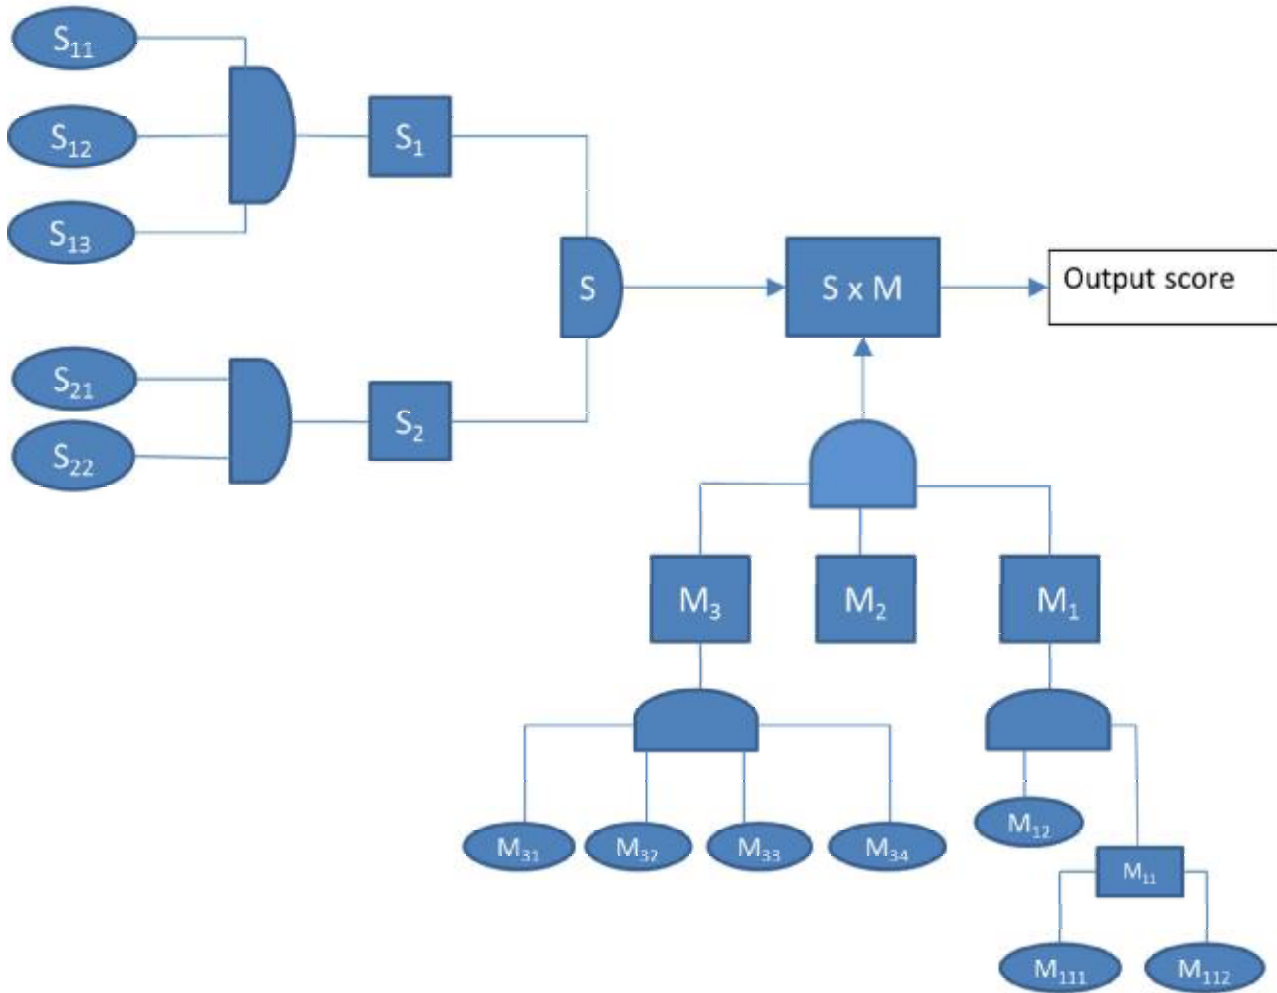 S₁₁
S₁₂
S₁
S₁₃
S
S x M
Output score
S₂₁
S₂
S₂₂
M₃
M₂
M₁
M₁₂
M₃₁
M₃₂
M₃₃
M₃₄
M₁₁
M₁₁₁
M₁₁₂